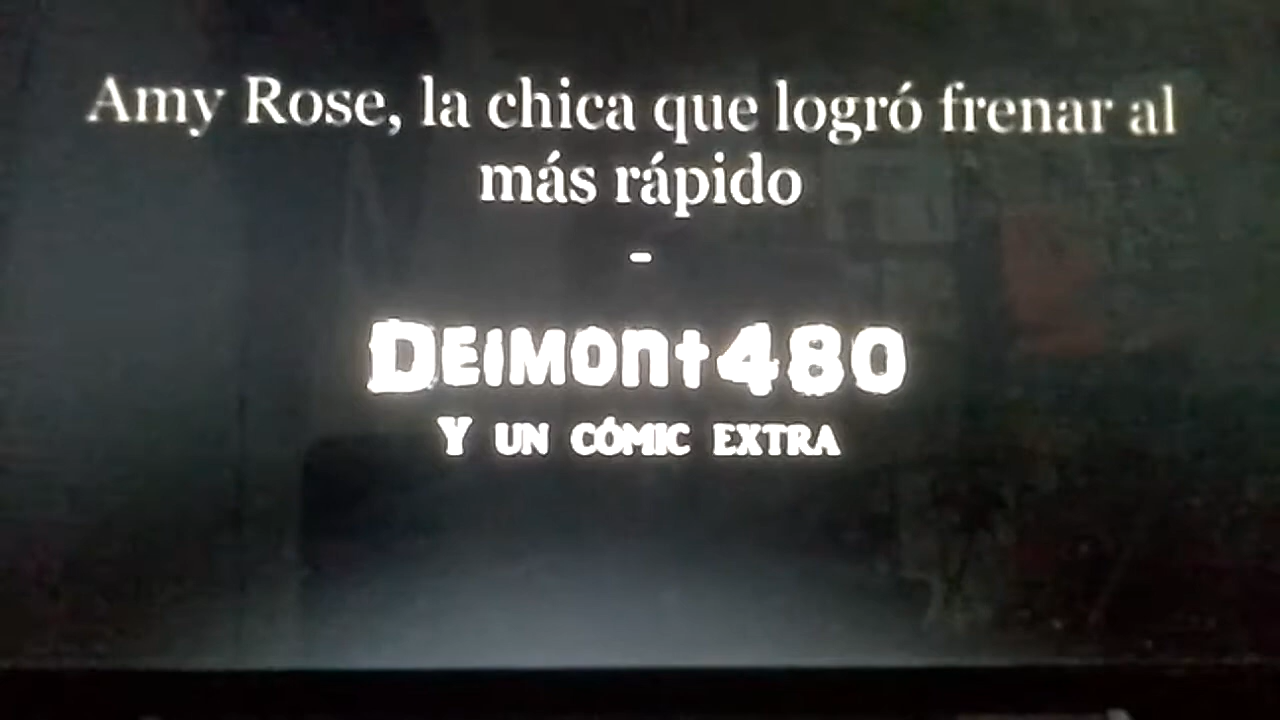 Amy Rose, la chica que logró frenar al
más rápido
-
DEIMONT480
Y UN CÓMIC EXTRA